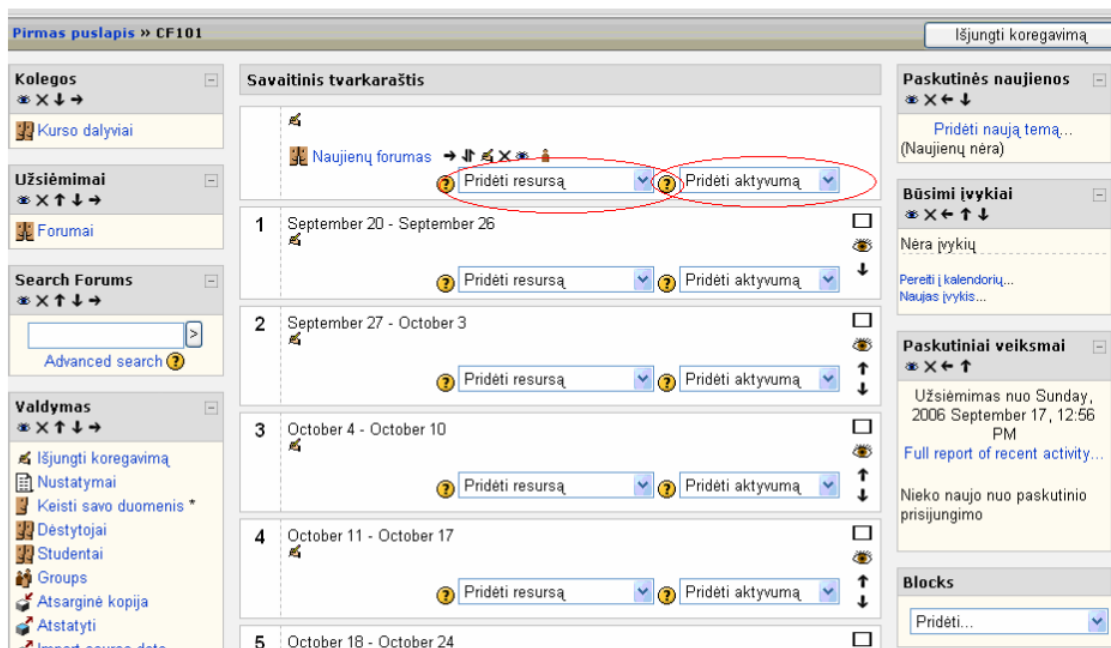 Pirmas puslapis » CF101
Išjungti koregavimą
Kolegos
Kurso dalyviai
Užsiėmimai
Forumai
Search Forums
>
Advanced search ?
Valdymas
Išjungti koregavimą
Nustatymai
Keisti savo duomenis *
Dėstytojai
Studentai
Groups
Atsarginė kopija
Atstatyti
Savaitinis tvarkaraštis
Naujienų forumas
? Pridėti resursą ? Pridėti aktyvumą
1 September 20 - September 26
? Pridėti resursą ? Pridėti aktyvumą
2 September 27 - October 3
? Pridėti resursą ? Pridėti aktyvumą
3 October 4 - October 10
? Pridėti resursą ? Pridėti aktyvumą
4 October 11 - October 17
? Pridėti resursą ? Pridėti aktyvumą
5 October 18 - October 24
Paskutinės naujienos
Pridėti naują temą...
(Naujienų nėra)
Būsimi įvykiai
Nėra įvykių
Pereiti į kalendorių...
Naujas įvykis...
Paskutiniai veiksmai
Užsiėmimas nuo Sunday,
2006 September 17, 12:56
PM
Full report of recent activity...
Nieko naujo nuo paskutinio
prisijungimo
Blocks
Pridėti...